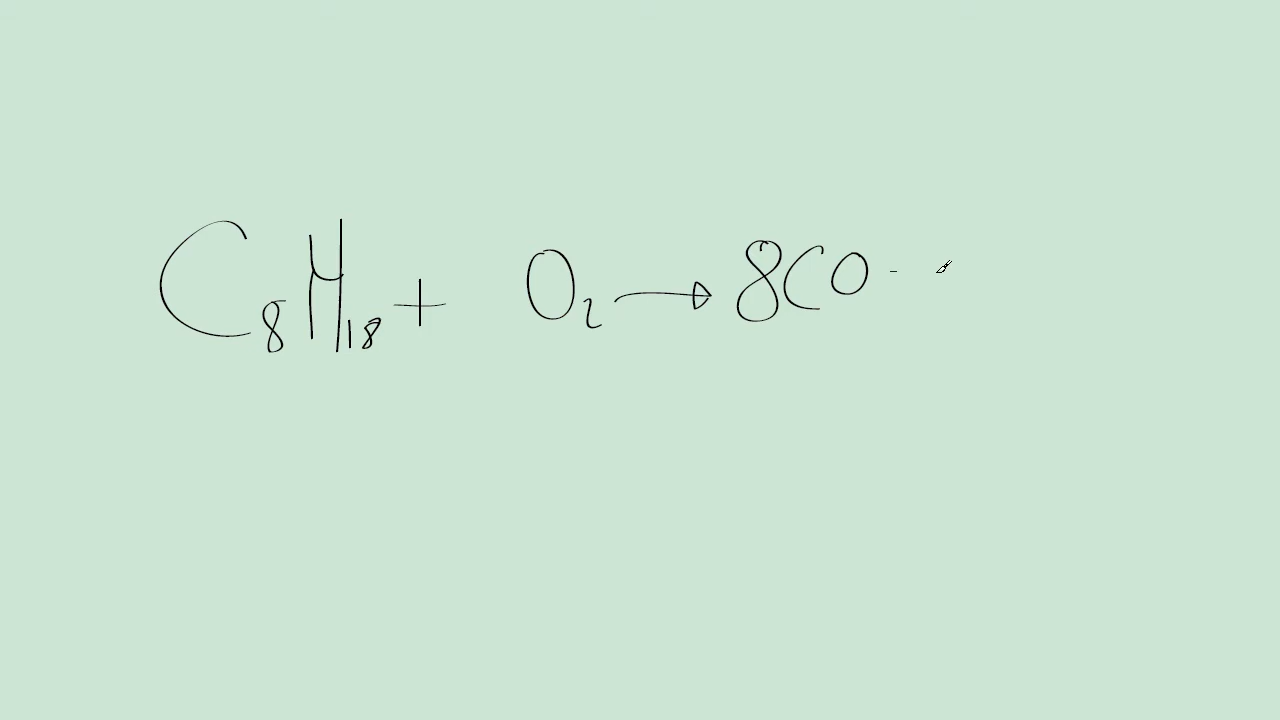 C₈H₁₈ + O₂ → 8CO -